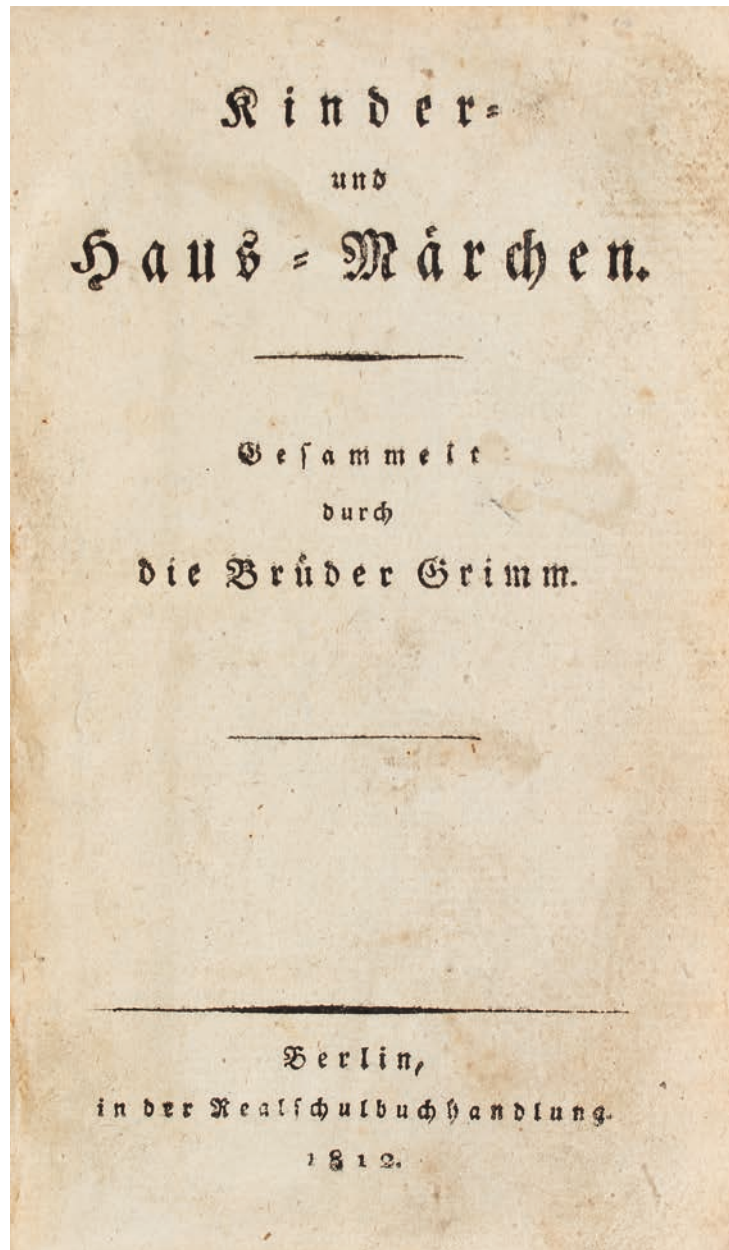 Kinder-
und
Haus-Märchen.
Gesammelt
durch
die Brüder Grimm.
Berlin,
in der Realschulbuchhandlung.
1812.